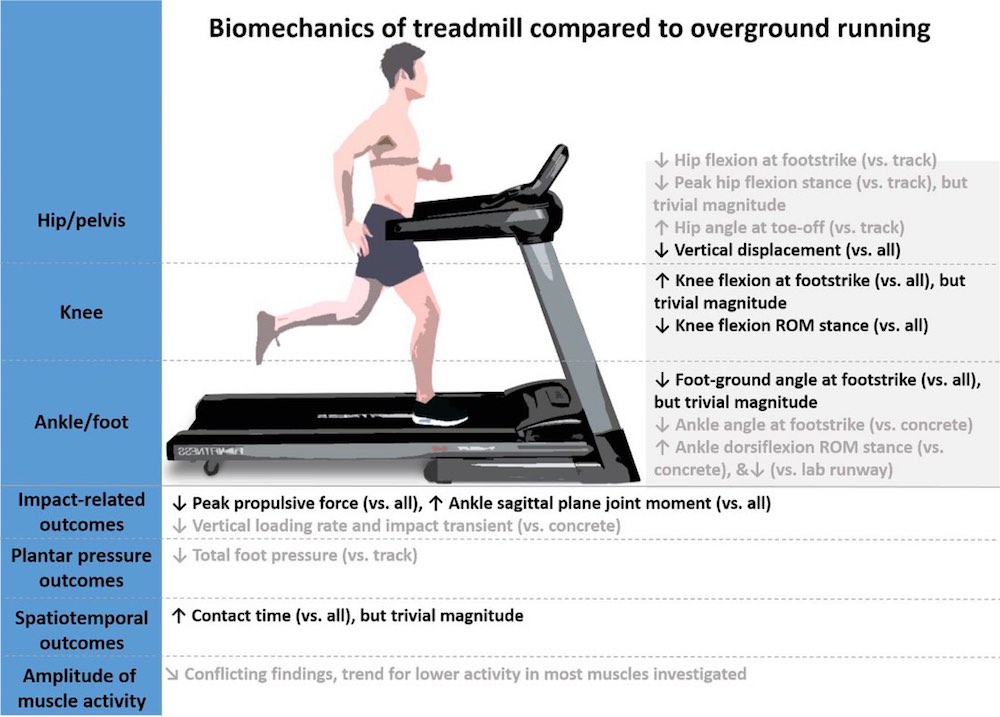 Biomechanics of treadmill compared to overground running
Hip/pelvis
↓ Hip flexion at footstrike (vs. track)
↓ Peak hip flexion stance (vs. track), but
trivial magnitude
↑ Hip angle at toe-off (vs. track)
↓ Vertical displacement (vs. all)
Knee
↑ Knee flexion at footstrike (vs. all), but
trivial magnitude
↓ Knee flexion ROM stance (vs. all)
Ankle/foot
↓ Foot-ground angle at footstrike (vs. all),
but trivial magnitude
↓ Ankle angle at footstrike (vs. concrete)
↑ Ankle dorsiflexion ROM stance (vs.
concrete), &↓ (vs. lab runway)
Impact-related
outcomes
↓ Peak propulsive force (vs. all), ↑ Ankle sagittal plane joint moment (vs. all)
↓ Vertical loading rate and impact transient (vs. concrete)
Plantar pressure
outcomes
↓ Total foot pressure (vs. track)
Spatiotemporal
outcomes
↑ Contact time (vs. all), but trivial magnitude
Amplitude of
muscle activity
↘ Conflicting findings, trend for lower activity in most muscles investigated